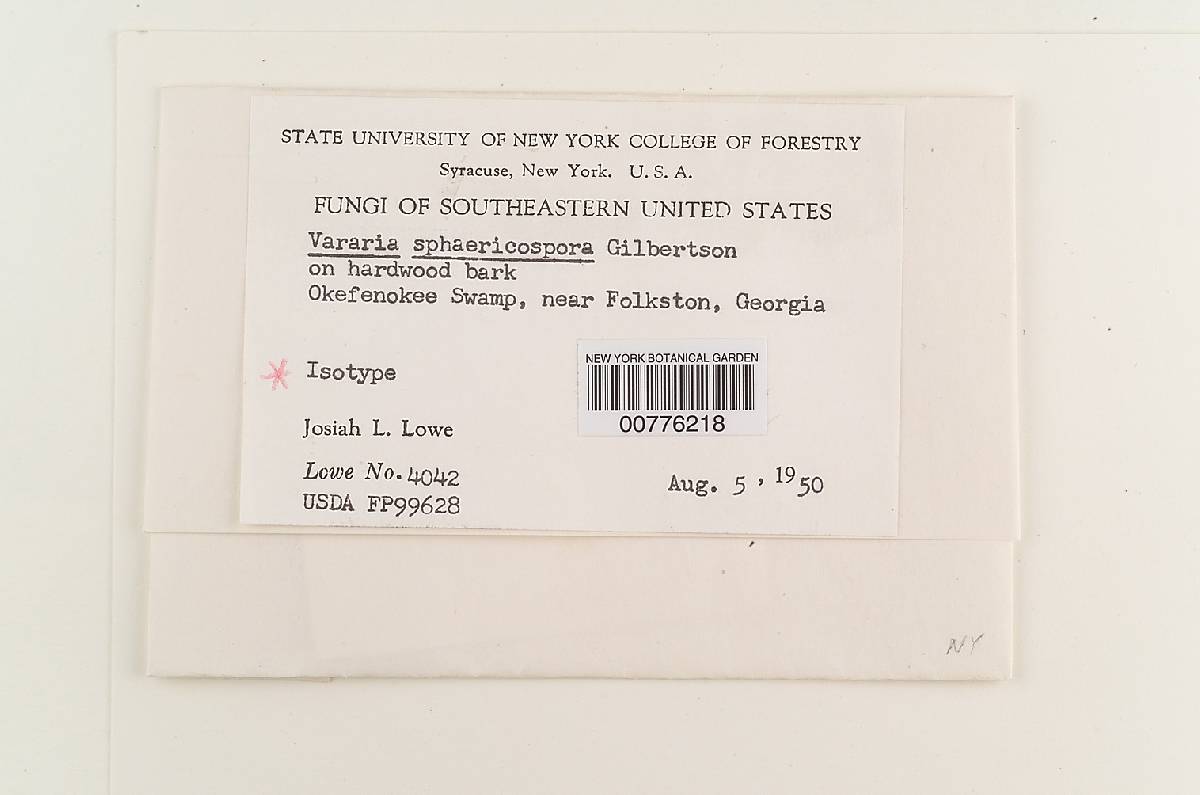 STATE UNIVERSITY OF NEW YORK COLLEGE OF FORESTRY
Syracuse, New York. U. S. A.
FUNGI OF SOUTHEASTERN UNITED STATES
Vararia sphaericospora Gilbertson
on hardwood bark
Okefenokee Swamp, near Folkston, Georgia
* Isotype
NEW YORK BOTANICAL GARDEN
00776218
Josiah L. Lowe
Lowe No. 4042
Aug. 5, 1950
USDA FP99628
NY